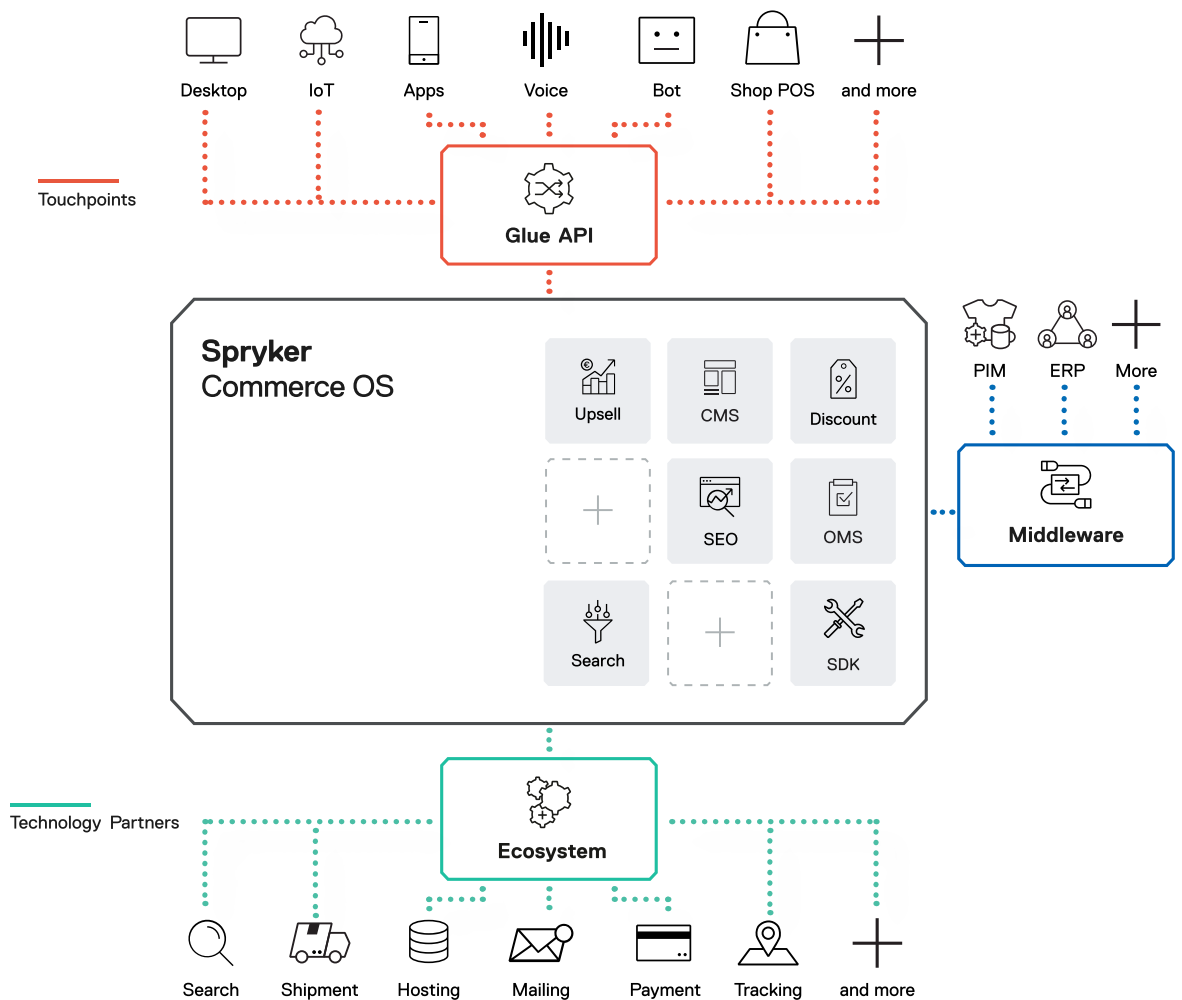 Desktop
IoT
Apps
Voice
Bot
Shop POS
and more
Touchpoints
Glue API
Spryker
Commerce OS
Upsell
CMS
Discount
PIM
ERP
More
SEO
OMS
Middleware
Search
SDK
Technology Partners
Ecosystem
Search
Shipment
Hosting
Mailing
Payment
Tracking
and more